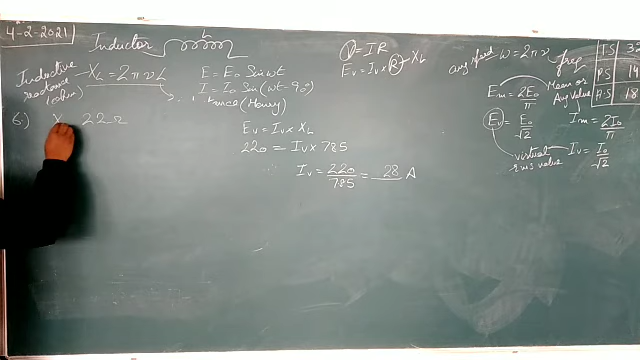 4-2-2021
Inductor L
V = IR
Ev = Iv × R → XL
Inductive reactance (ohm) → XL = 2πνL
E = E₀ Sin ωt
I = I₀ Sin(ωt - 90)
(Henry)
6) X 22Ω
Ev = Iv × XL
220 = Iv × 785
Iv = 220/785 = 28 A
ang freq ω = 2πν → freq
Em = 2E₀/π
Mean or Avg Value
Im = 2I₀/π
Ev = E₀/√2
virtual rms value
Iv = I₀/√2
TS 32
PS 14
AS 18